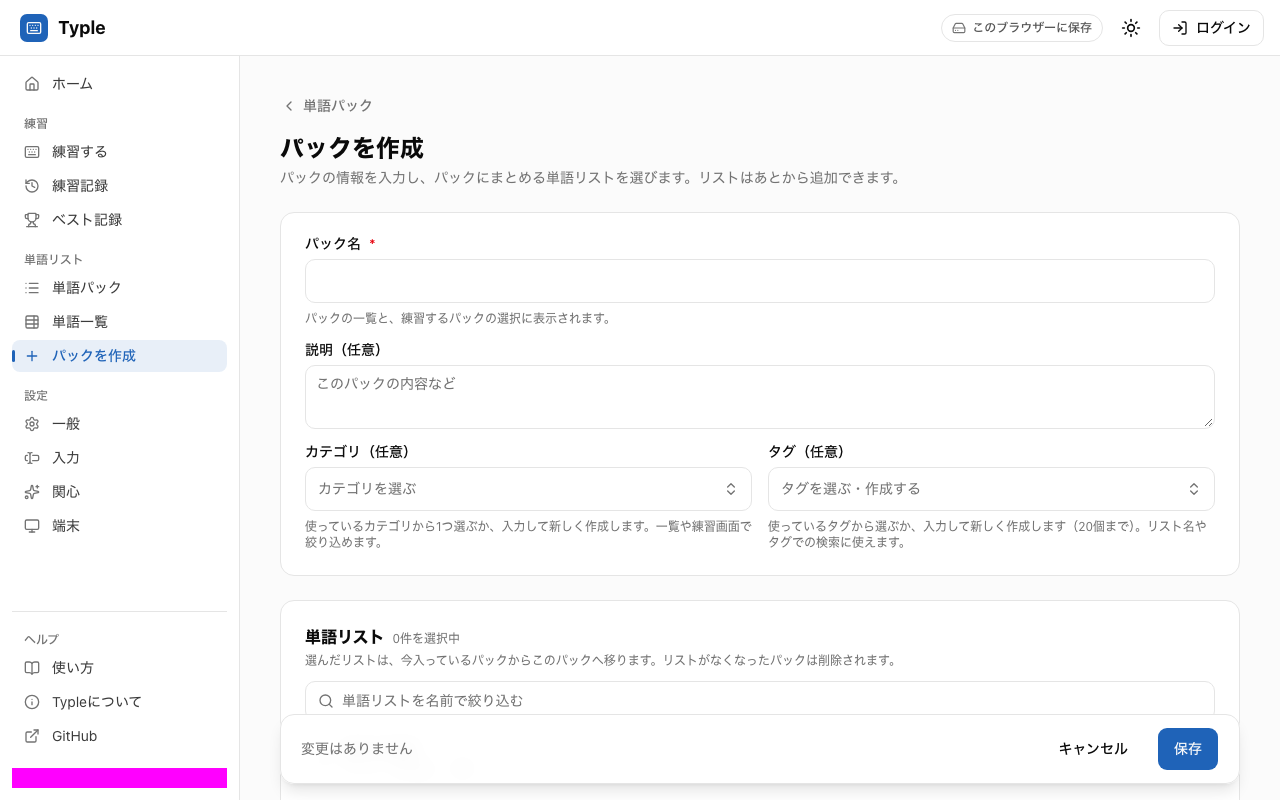 Typle
このブラウザーに保存
ログイン
ホーム
練習
練習する
練習記録
ベスト記録
単語リスト
単語パック
単語一覧
パックを作成
設定
一般
入力
関心
端末
ヘルプ
使い方
Typleについて
GitHub
単語パック
パックを作成
パックの情報を入力し、パックにまとめる単語リストを選びます。リストはあとから追加できます。
パック名 *
パックの一覧と、練習するパックの選択に表示されます。
説明（任意）
このパックの内容など
カテゴリ（任意）
カテゴリを選ぶ
使っているカテゴリから1つ選ぶか、入力して新しく作成します。一覧や練習画面で
絞り込めます。
タグ（任意）
タグを選ぶ・作成する
使っているタグから選ぶか、入力して新しく作成します（20個まで）。リスト名や
タグでの検索に使えます。
単語リスト 0件を選択中
選んだリストは、今入っているパックからこのパックへ移ります。リストがなくなったパックは削除されます。
単語リストを名前で絞り込む
変更はありません
キャンセル
保存